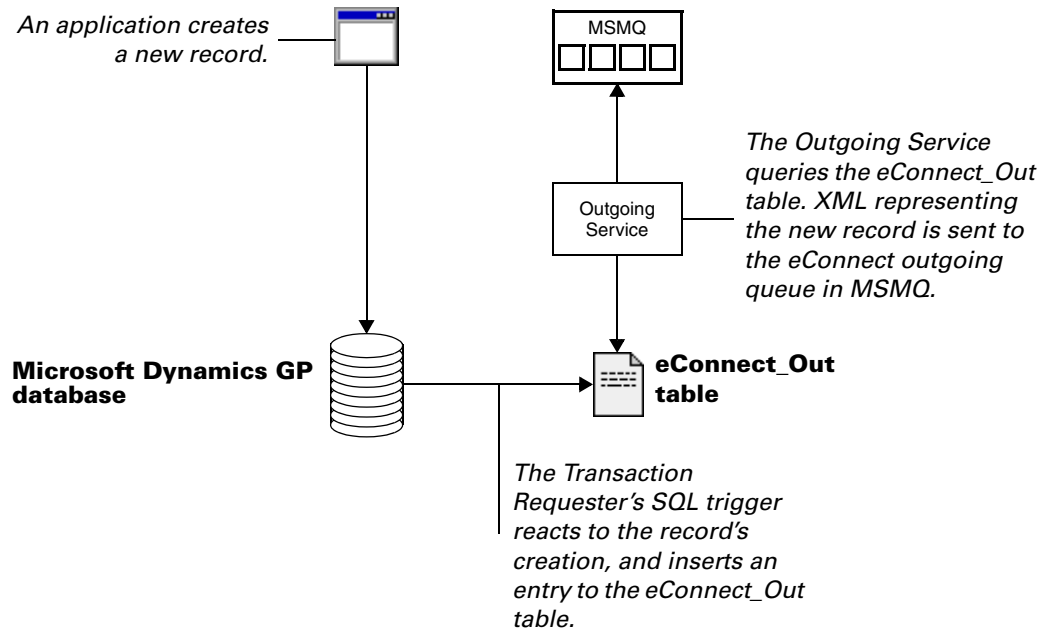 An application creates
a new record.
MSMQ
The Outgoing Service
queries the eConnect_Out
table. XML representing
the new record is sent to
the eConnect outgoing
queue in MSMQ.
Outgoing
Service
Microsoft Dynamics GP
database
eConnect_Out
table
The Transaction
Requester's SQL trigger
reacts to the record's
creation, and inserts an
entry to the eConnect_Out
table.